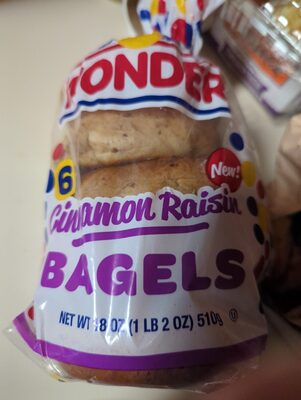 WONDER
New!
6
Cinnamon Raisin
BAGELS
NET WT 18 OZ (1 LB 2 OZ) 510g U